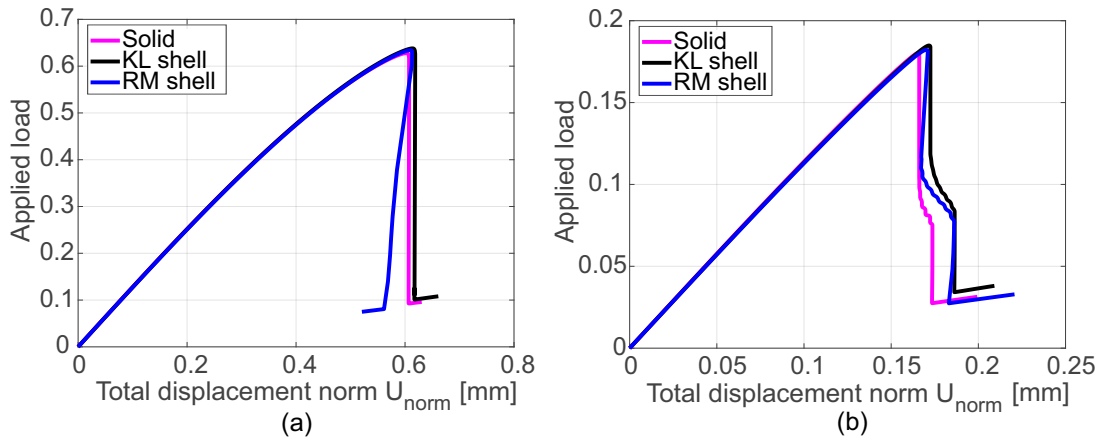 0.7
0.6
0.5
0.4
0.3
0.2
0.1
0
Applied load
Solid
KL shell
RM shell
0 0.2 0.4 0.6 0.8
Total displacement norm U_norm [mm]
(a)
0.2
0.15
0.1
0.05
0
Applied load
Solid
KL shell
RM shell
0 0.05 0.1 0.15 0.2 0.25
Total displacement norm U_norm [mm]
(b)